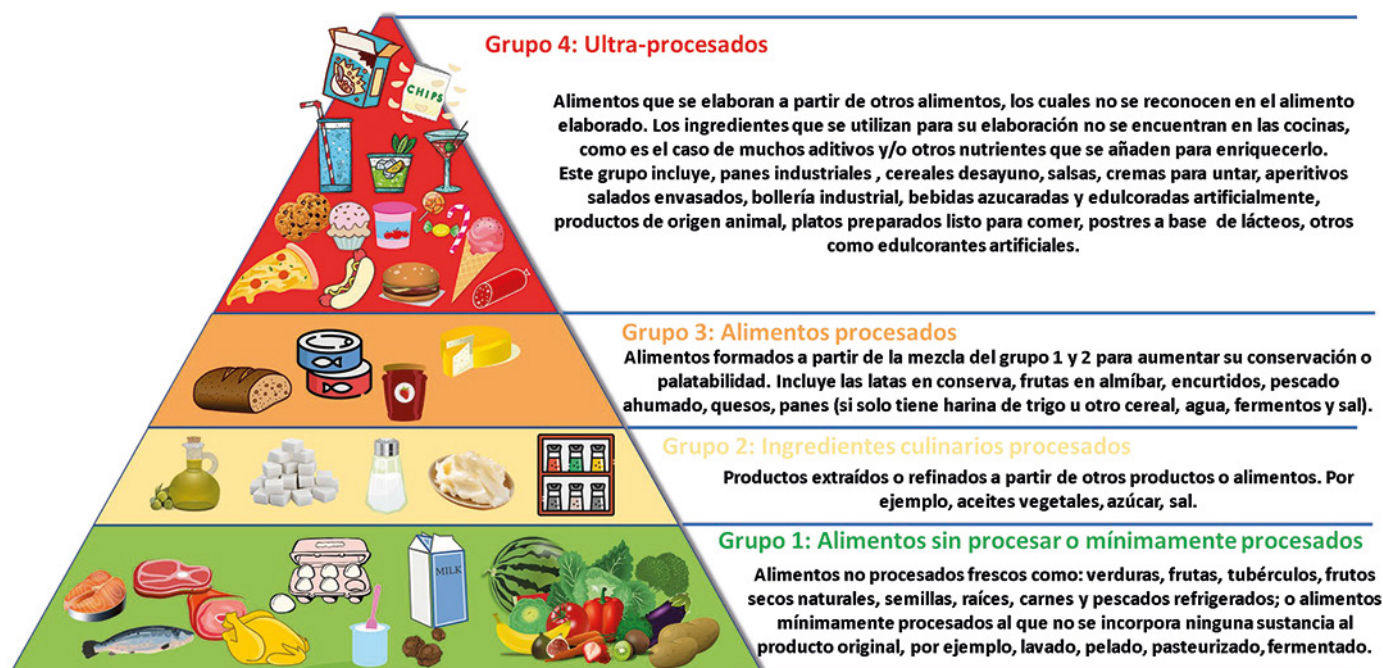 CHIPS
Grupo 4: Ultra-procesados
Alimentos que se elaboran a partir de otros alimentos, los cuales no se reconocen en el alimento
elaborado. Los ingredientes que se utilizan para su elaboración no se encuentran en las cocinas,
como es el caso de muchos aditivos y/o otros nutrientes que se añaden para enriquecerlo.
Este grupo incluye, panes industriales , cereales desayuno, salsas, cremas para untar, aperitivos
salados envasados, bollería industrial, bebidas azucaradas y edulcoradas artificialmente,
productos de origen animal, platos preparados listo para comer, postres a base de lácteos, otros
como edulcorantes artificiales.
Grupo 3: Alimentos procesados
Alimentos formados a partir de la mezcla del grupo 1 y 2 para aumentar su conservación o
palatabilidad. Incluye las latas en conserva, frutas en almíbar, encurtidos, pescado
ahumado, quesos, panes (si solo tiene harina de trigo u otro cereal, agua, fermentos y sal).
Grupo 2: Ingredientes culinarios procesados
Productos extraídos o refinados a partir de otros productos o alimentos. Por
ejemplo, aceites vegetales, azúcar, sal.
Grupo 1: Alimentos sin procesar o mínimamente procesados
MILK
Alimentos no procesados frescos como: verduras, frutas, tubérculos, frutos
secos naturales, semillas, raíces, carnes y pescados refrigerados; o alimentos
mínimamente procesados al que no se incorpora ninguna sustancia al
producto original, por ejemplo, lavado, pelado, pasteurizado, fermentado.